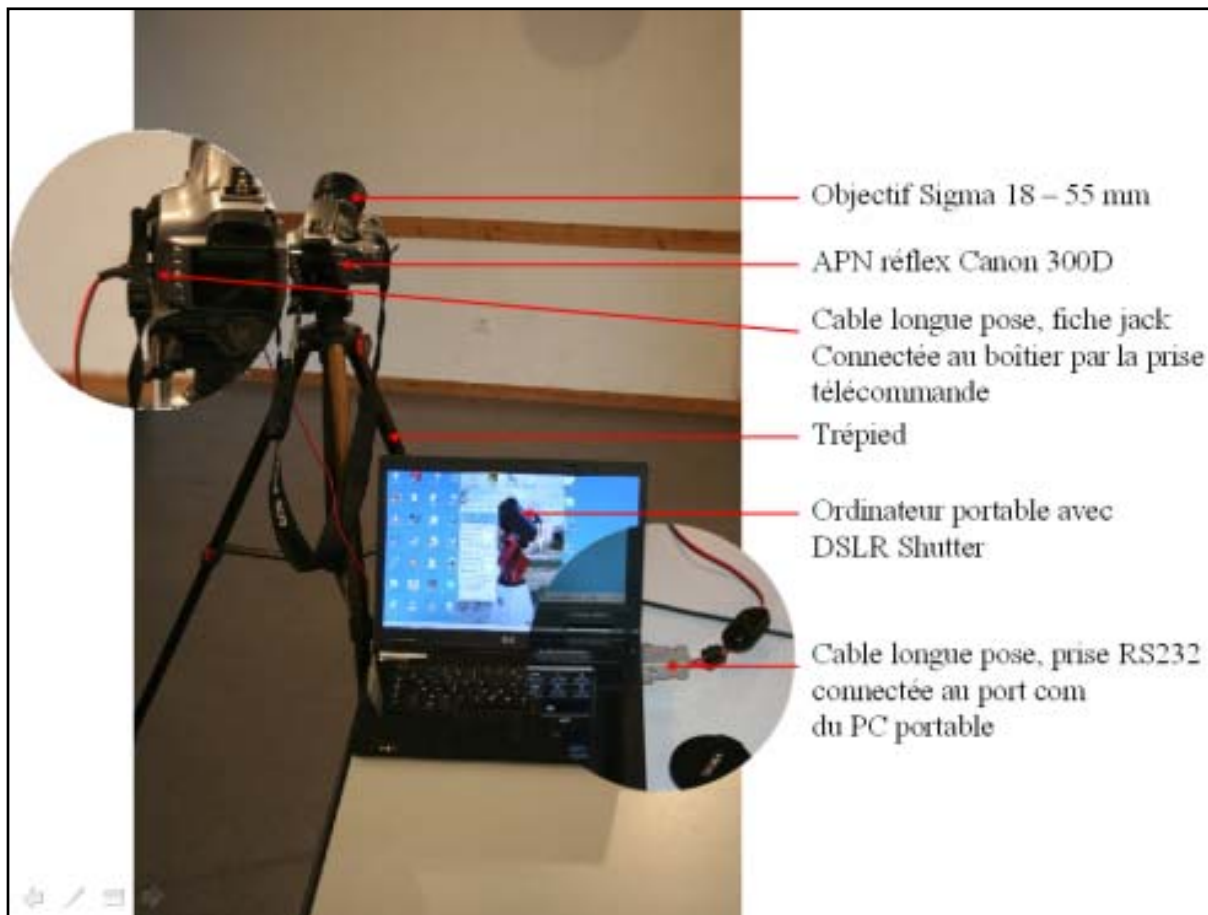 Objectif Sigma 18 – 55 mm
APN réflex Canon 300D
Cable longue pose, fiche jack
Connectée au boîtier par la prise
télécommande
Trépied
Ordinateur portable avec
DSLR Shutter
Cable longue pose, prise RS232
connectée au port com
du PC portable